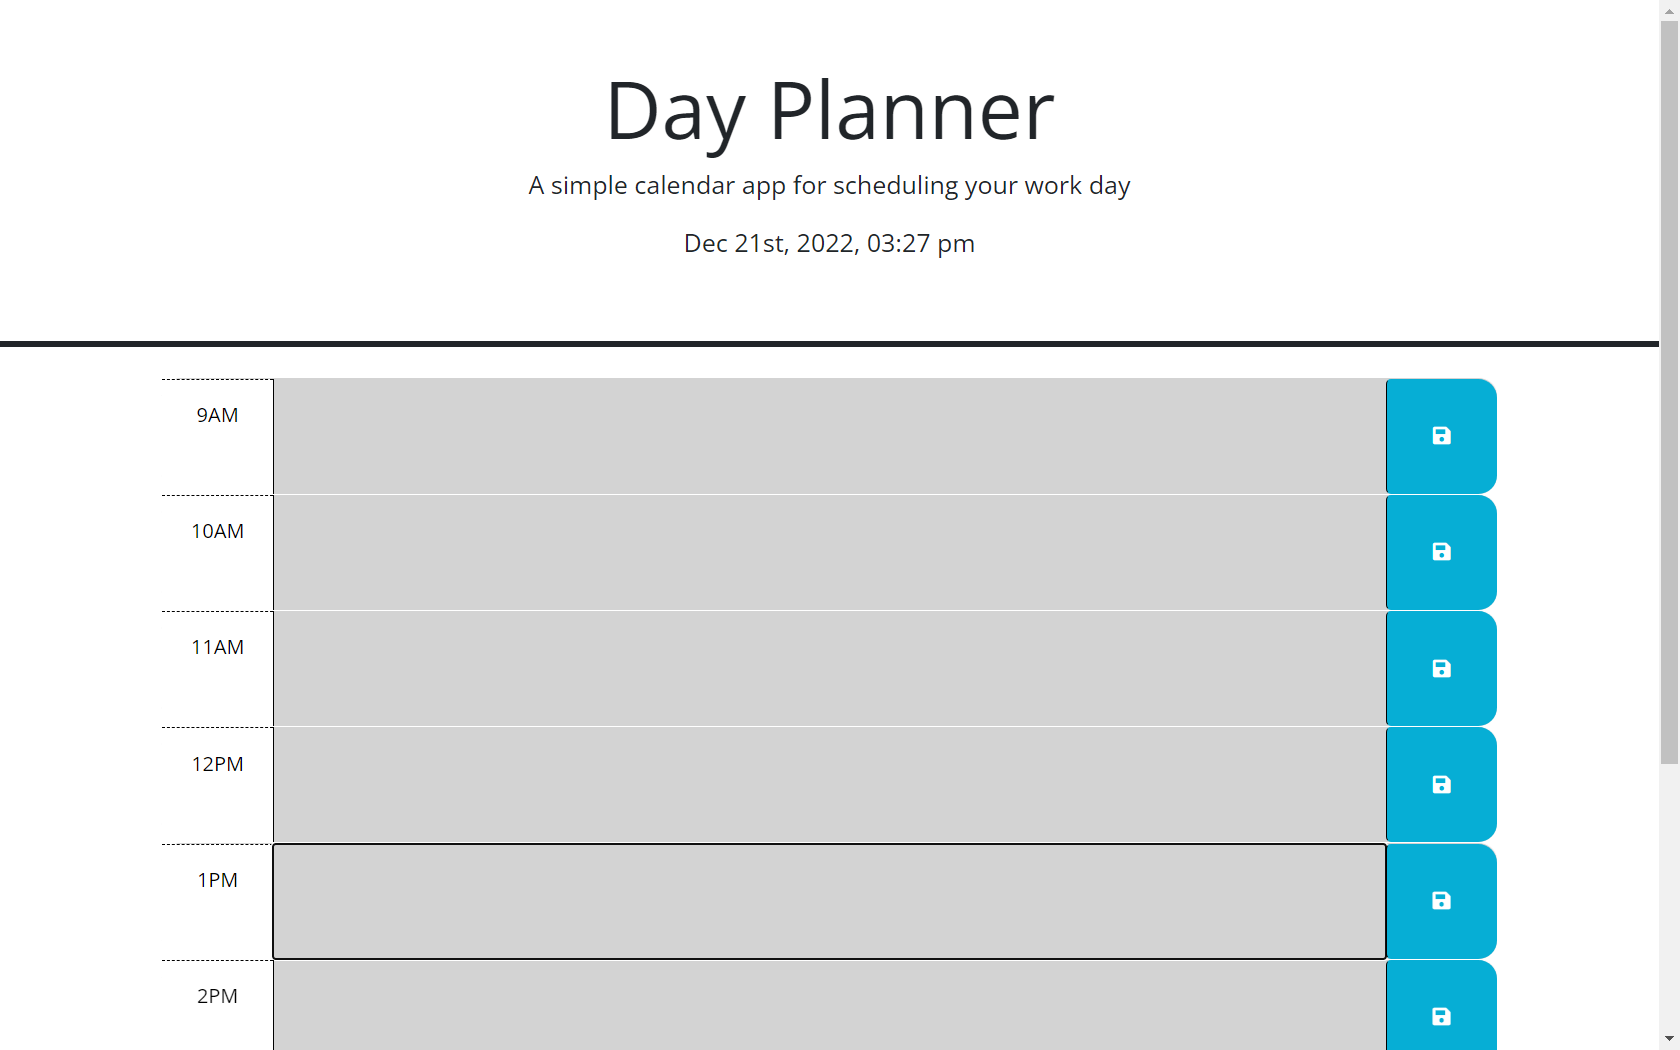 Day Planner
A simple calendar app for scheduling your work day
Dec 21st, 2022, 03:27 pm
9AM
10AM
11AM
12PM
1PM
2PM